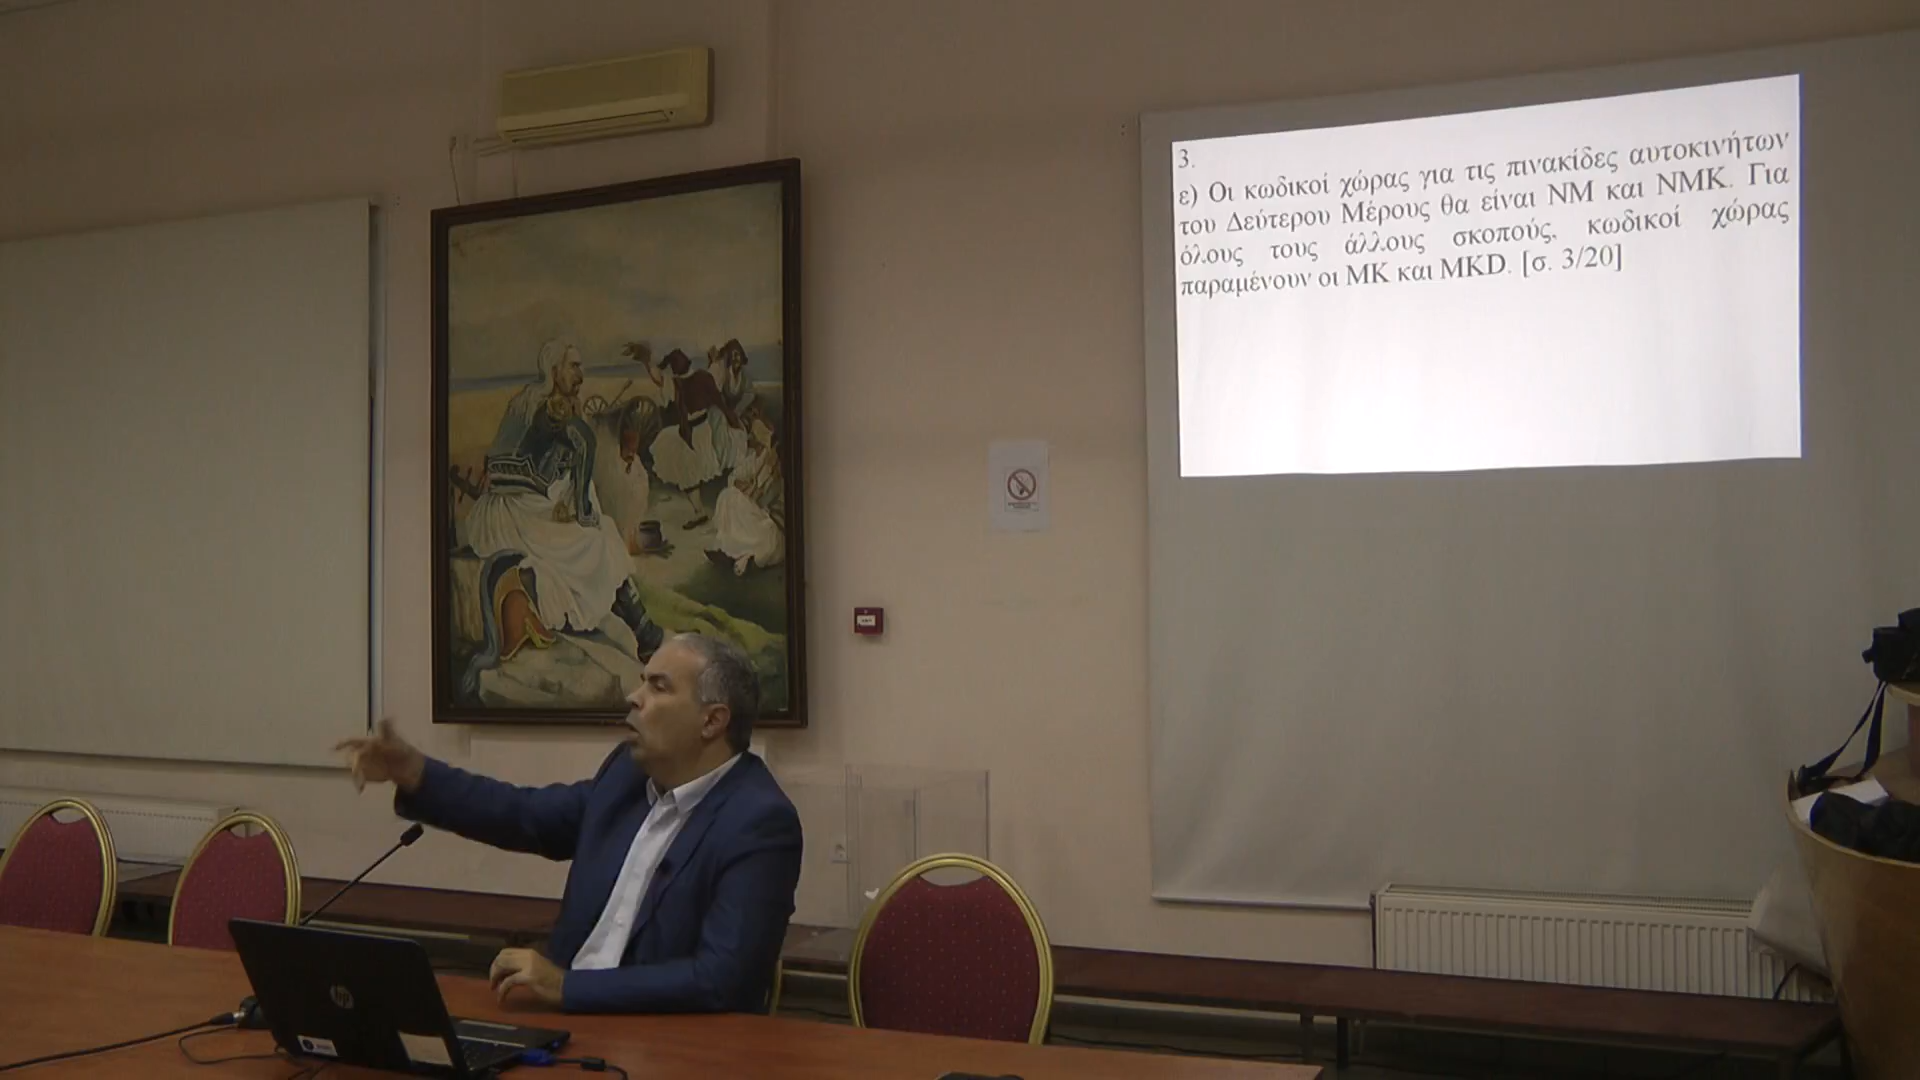 3.
ε) Οι κωδικοί χώρας για τις πινακίδες αυτοκινήτων
του Δεύτερου Μέρους θα είναι NM και NMK. Για
όλους τους άλλους σκοπούς, κωδικοί χώρας
παραμένουν οι MK και MKD. [σ. 3/20]
hp